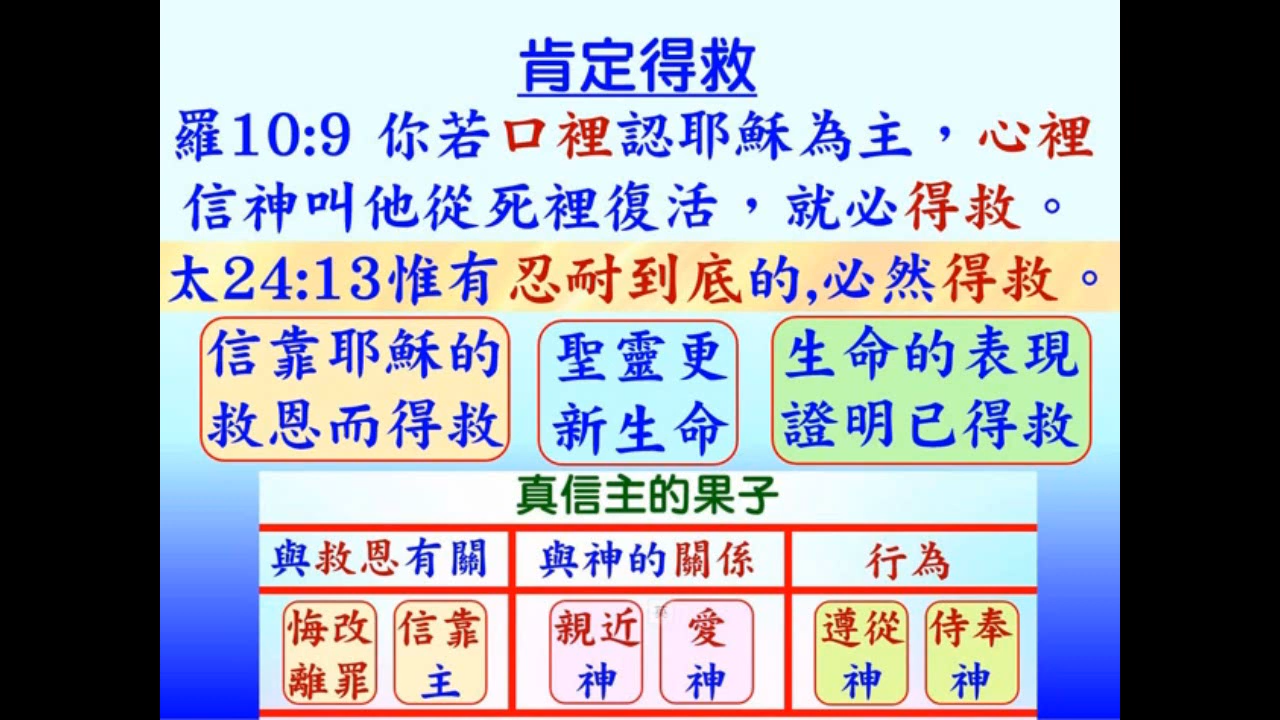 肯定得救
羅10:9 你若口裡認耶穌為主，心裡
信神叫他從死裡復活，就必得救。
太24:13惟有忍耐到底的,必然得救。
信靠耶穌的
救恩而得救
聖靈更
新生命
生命的表現
證明已得救
真信主的果子
與救恩有關
與神的關係
行為
悔改
離罪
信靠
主
親近
神
愛
神
遵從
神
侍奉
神
英